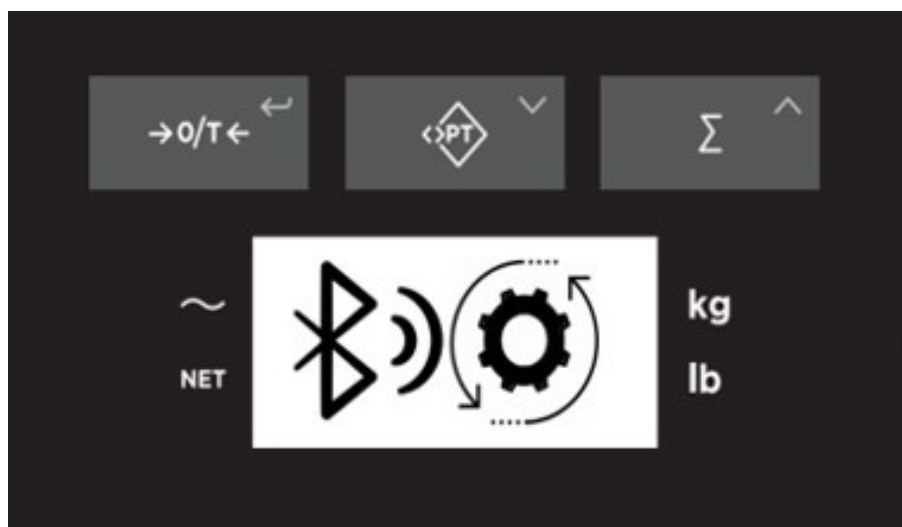 →0/T←
<>PT
Σ
~
NET
kg
lb